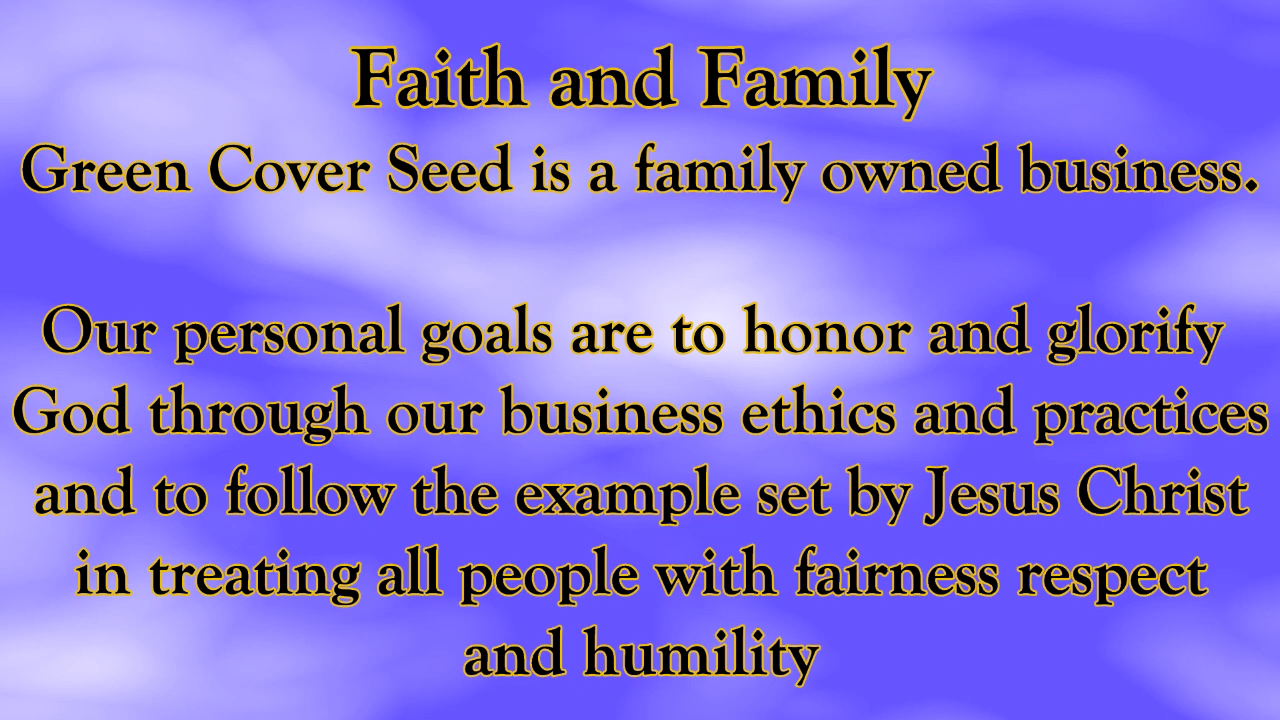 Faith and Family
Green Cover Seed is a family owned business.
Our personal goals are to honor and glorify
God through our business ethics and practices
and to follow the example set by Jesus Christ
in treating all people with fairness respect
and humility